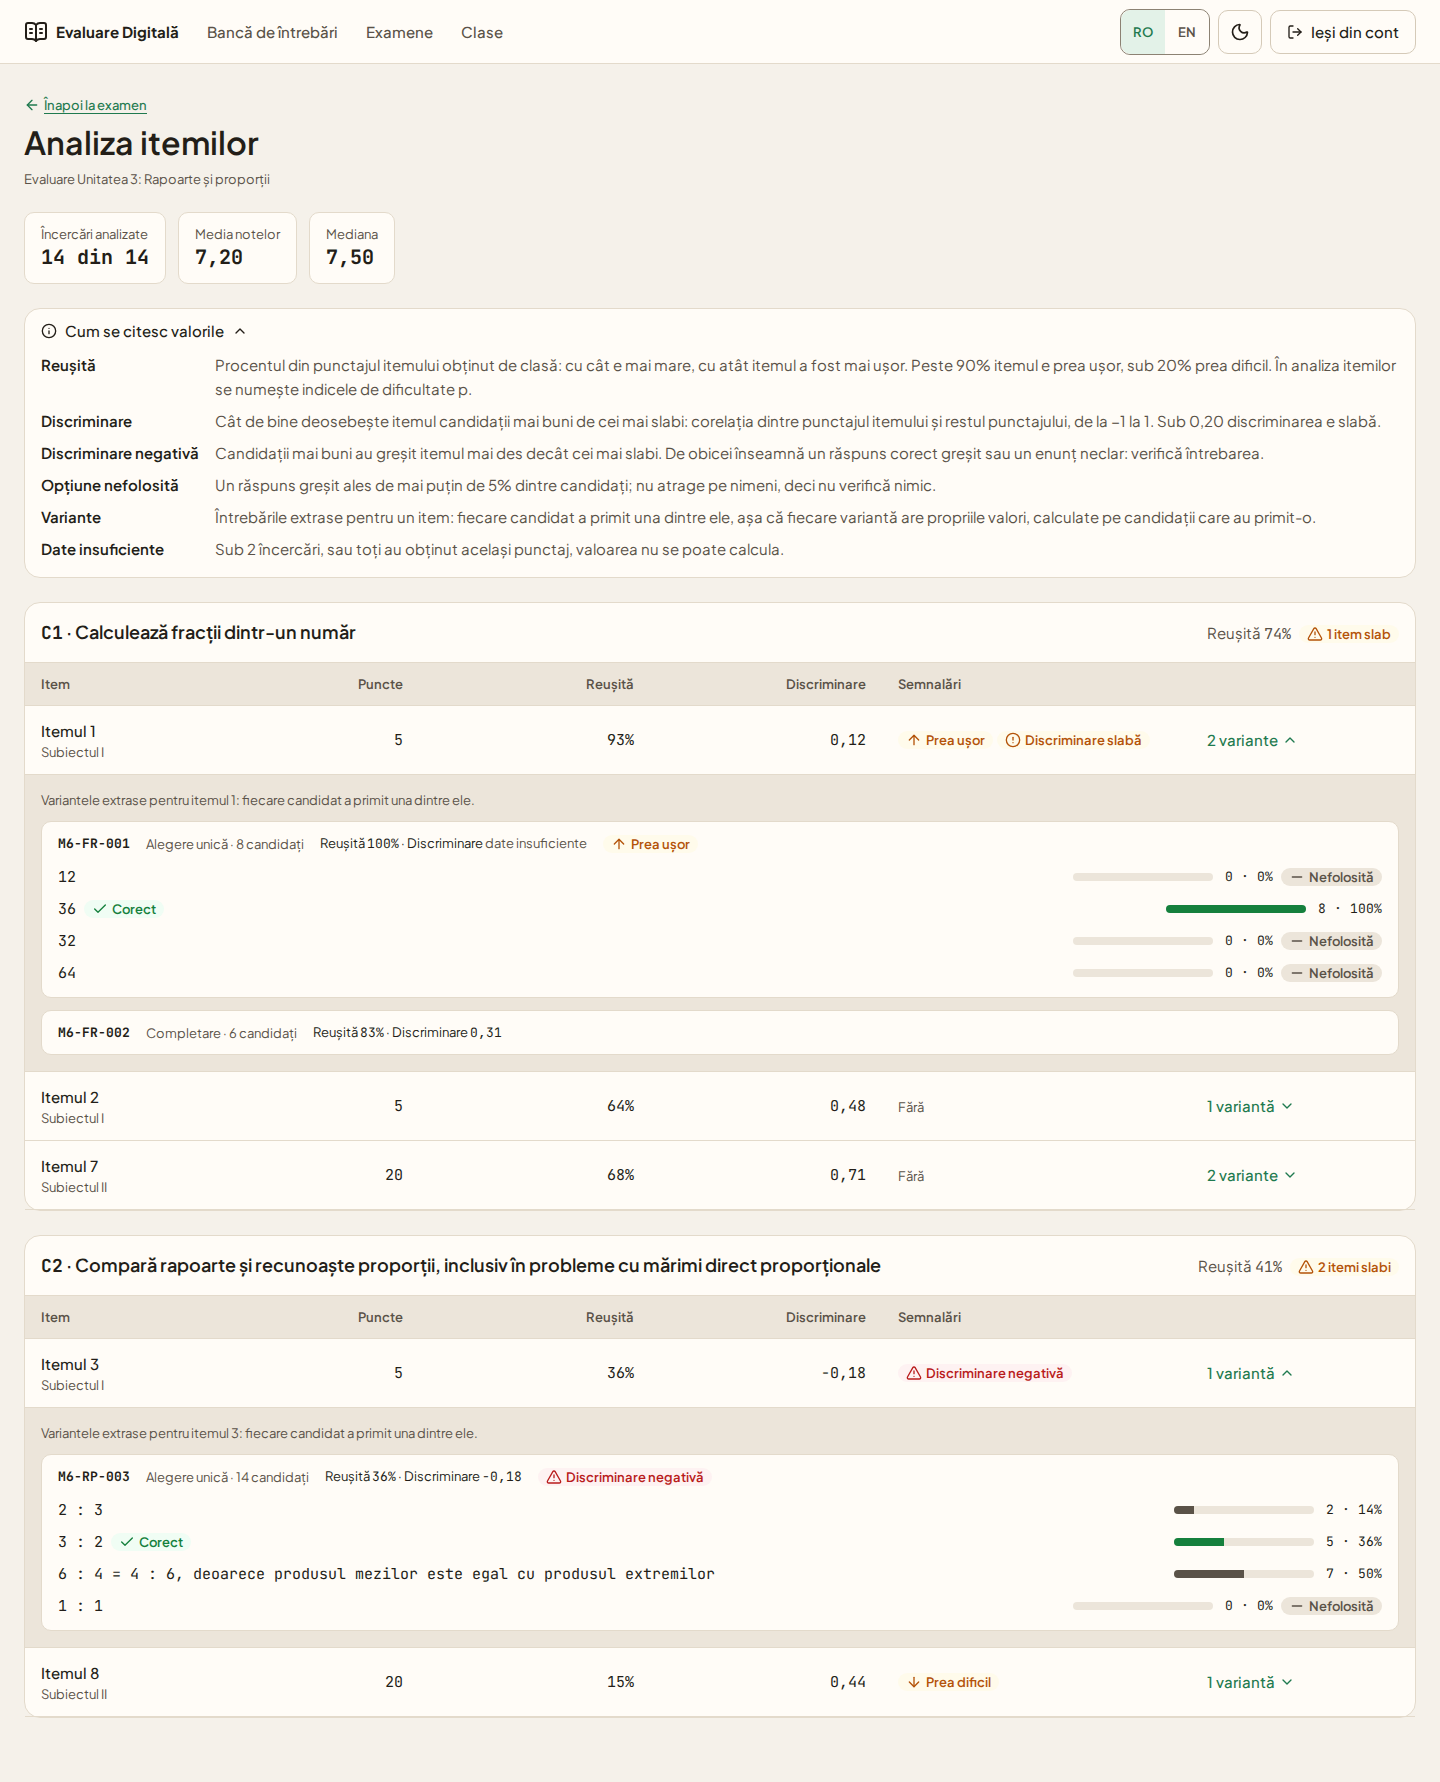 Evaluare Digitală
Bancă de întrebări
Examene
Clase
RO
EN
Ieși din cont
Înapoi la examen
Analiza itemilor
Evaluare Unitatea 3: Rapoarte și proporții
Încercări analizate
14 din 14
Media notelor
7,20
Mediana
7,50
Cum se citesc valorile
Reușită
Procentul din punctajul itemului obținut de clasă: cu cât e mai mare, cu atât itemul a fost mai ușor. Peste 90% itemul e prea ușor, sub 20% prea dificil. În analiza itemilor
se numește indicele de dificultate p.
Discriminare
Cât de bine deosebește itemul candidații mai buni de cei mai slabi: corelația dintre punctajul itemului și restul punctajului, de la −1 la 1. Sub 0,20 discriminarea e slabă.
Discriminare negativă
Candidații mai buni au greșit itemul mai des decât cei mai slabi. De obicei înseamnă un răspuns corect greșit sau un enunț neclar: verifică întrebarea.
Opțiune nefolosită
Un răspuns greșit ales de mai puțin de 5% dintre candidați; nu atrage pe nimeni, deci nu verifică nimic.
Variante
Întrebările extrase pentru un item: fiecare candidat a primit una dintre ele, așa că fiecare variantă are propriile valori, calculate pe candidații care au primit-o.
Date insuficiente
Sub 2 încercări, sau toți au obținut același punctaj, valoarea nu se poate calcula.
C1 · Calculează fracții dintr-un număr
Reușită 74%
1 item slab
Item Puncte Reușită Discriminare Semnalări
Itemul 1
Subiectul I
5 93% 0,12 Prea ușor Discriminare slabă 2 variante
Variantele extrase pentru itemul 1: fiecare candidat a primit una dintre ele.
M6-FR-001 Alegere unică · 8 candidați Reușită 100% · Discriminare date insuficiente Prea ușor
12 0 · 0% Nefolosită
36 Corect 8 · 100%
32 0 · 0% Nefolosită
64 0 · 0% Nefolosită
M6-FR-002 Completare · 6 candidați Reușită 83% · Discriminare 0,31
Itemul 2
Subiectul I
5 64% 0,48 Fără 1 variantă
Itemul 7
Subiectul II
20 68% 0,71 Fără 2 variante
C2 · Compară rapoarte și recunoaște proporții, inclusiv în probleme cu mărimi direct proporționale
Reușită 41%
2 itemi slabi
Item Puncte Reușită Discriminare Semnalări
Itemul 3
Subiectul I
5 36% -0,18 Discriminare negativă 1 variantă
Variantele extrase pentru itemul 3: fiecare candidat a primit una dintre ele.
M6-RP-003 Alegere unică · 14 candidați Reușită 36% · Discriminare -0,18 Discriminare negativă
2 : 3 2 · 14%
3 : 2 Corect 5 · 36%
6 : 4 = 4 : 6, deoarece produsul mezilor este egal cu produsul extremilor 7 · 50%
1 : 1 0 · 0% Nefolosită
Itemul 8
Subiectul II
20 15% 0,44 Prea dificil 1 variantă